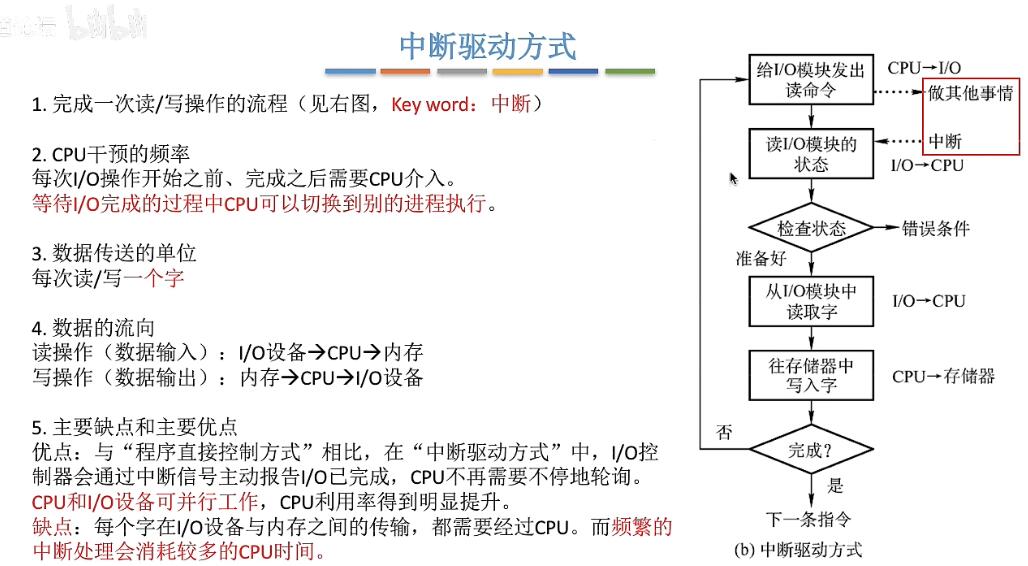 bilibili
中断驱动方式
1. 完成一次读/写操作的流程（见右图，Key word：中断）
2. CPU干预的频率
每次I/O操作开始之前、完成之后需要CPU介入。
等待I/O完成的过程中CPU可以切换到别的进程执行。
3. 数据传送的单位
每次读/写一个字
4. 数据的流向
读操作（数据输入）：I/O设备→CPU→内存
写操作（数据输出）：内存→CPU→I/O设备
5. 主要缺点和主要优点
优点：与“程序直接控制方式”相比，在“中断驱动方式”中，I/O控
制器会通过中断信号主动报告I/O已完成，CPU不再需要不停地轮询。
CPU和I/O设备可并行工作，CPU利用率得到明显提升。
缺点：每个字在I/O设备与内存之间的传输，都需要经过CPU。而频繁的
中断处理会消耗较多的CPU时间。
给I/O模块发出
读命令
CPU→I/O
做其他事情
读I/O模块的
状态
中断
I/O→CPU
检查状态
错误条件
准备好
从I/O模块中
读取字
I/O→CPU
往存储器中
写入字
CPU→存储器
否
完成？
是
下一条指令
(b) 中断驱动方式